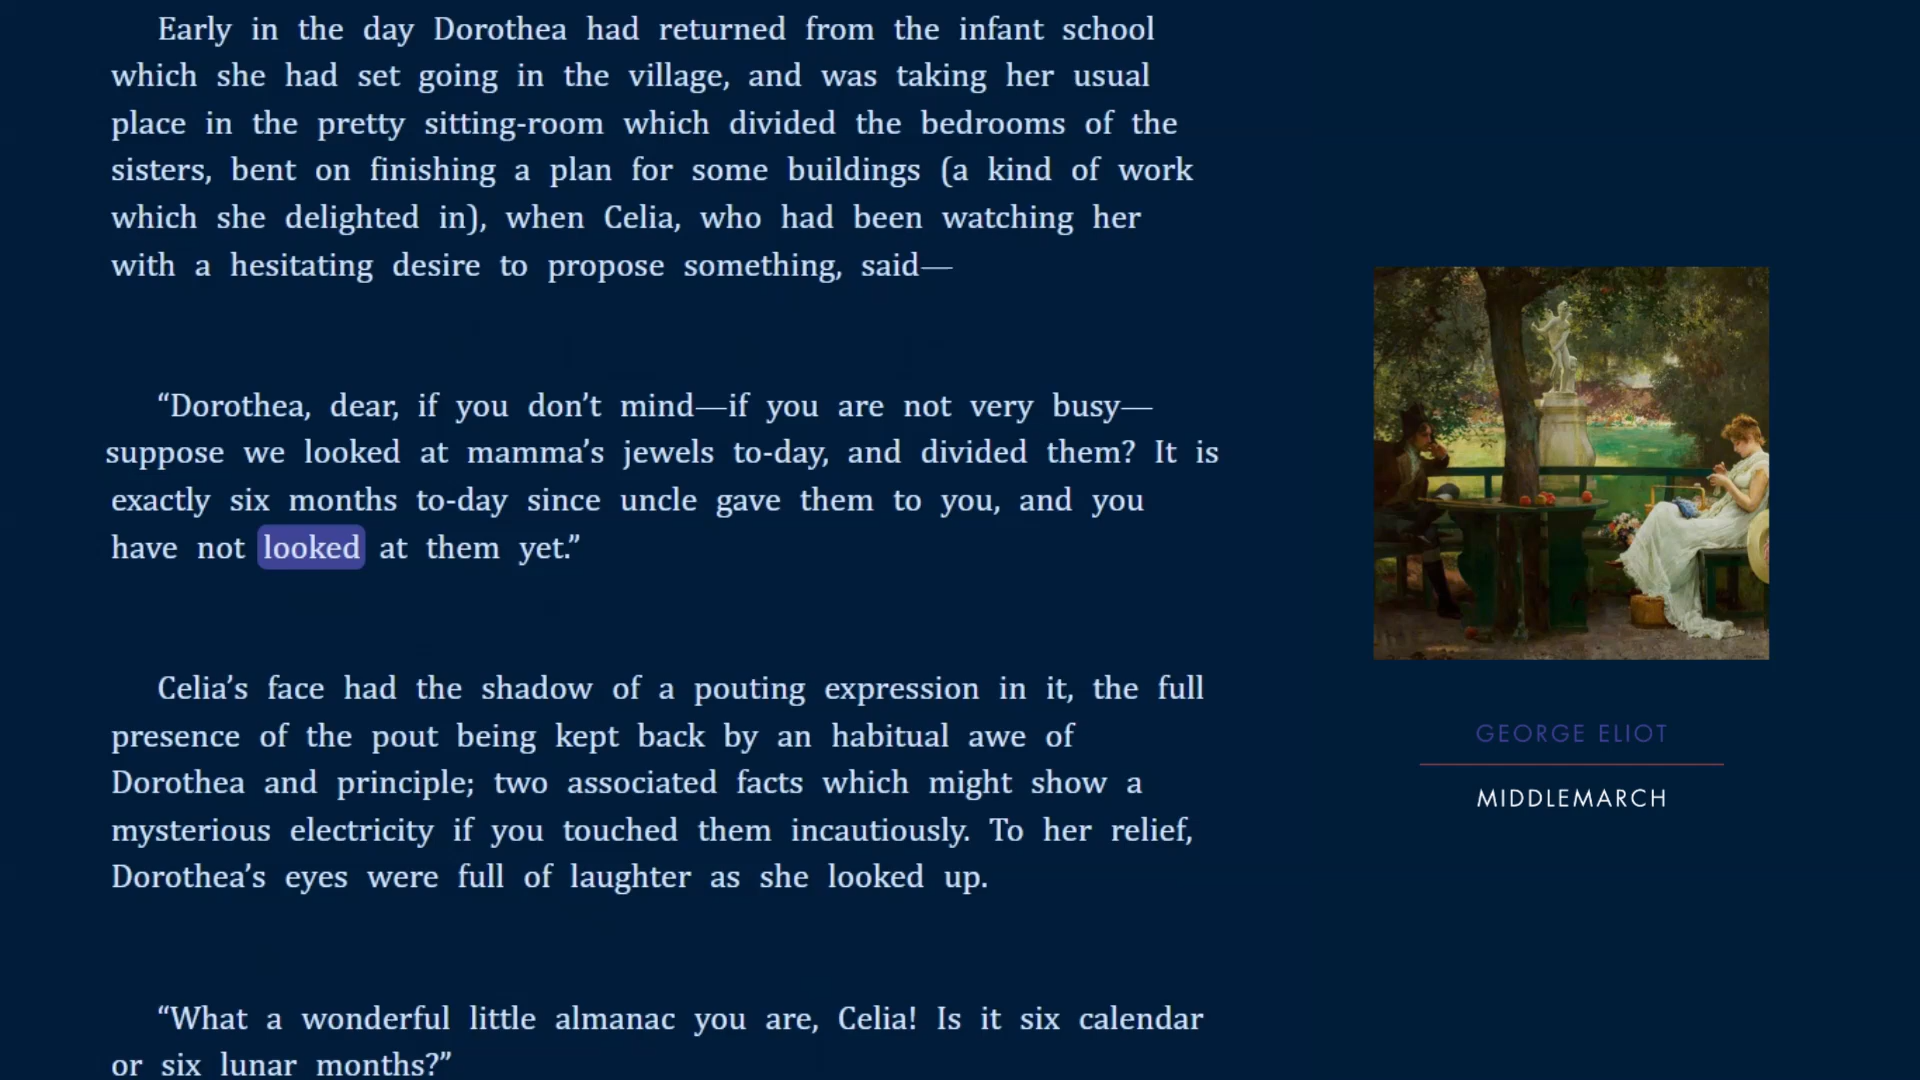 Early in the day Dorothea had returned from the infant school
which she had set going in the village, and was taking her usual
place in the pretty sitting-room which divided the bedrooms of the
sisters, bent on finishing a plan for some buildings (a kind of work
which she delighted in), when Celia, who had been watching her
with a hesitating desire to propose something, said—
“Dorothea, dear, if you don’t mind—if you are not very busy—
suppose we looked at mamma’s jewels to-day, and divided them? It is
exactly six months to-day since uncle gave them to you, and you
have not looked at them yet.”
Celia’s face had the shadow of a pouting expression in it, the full
presence of the pout being kept back by an habitual awe of
Dorothea and principle; two associated facts which might show a
mysterious electricity if you touched them incautiously. To her relief,
Dorothea’s eyes were full of laughter as she looked up.
“What a wonderful little almanac you are, Celia! Is it six calendar
or six lunar months?”
GEORGE ELIOT
MIDDLEMARCH